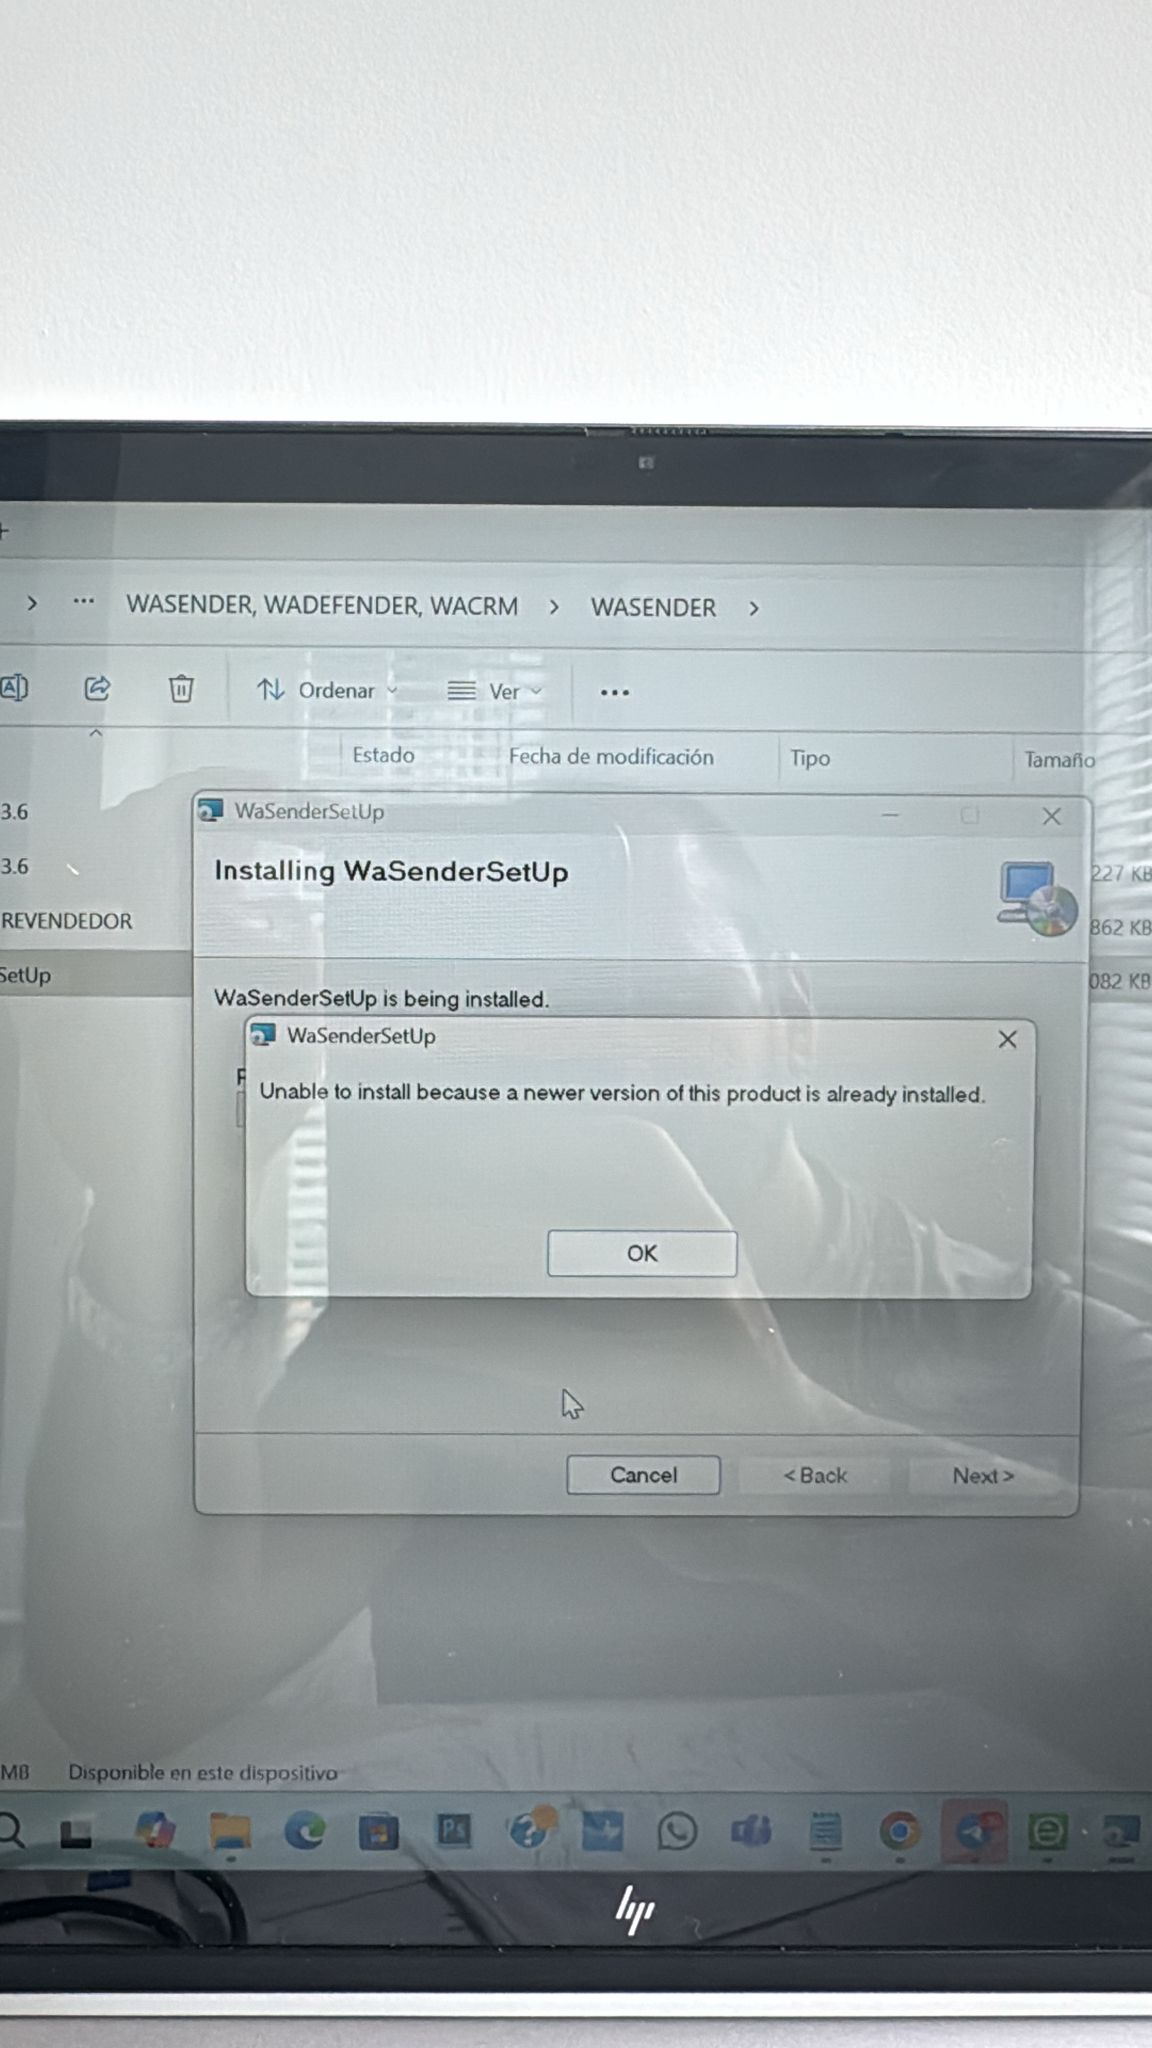 WASENDER, WADEFENDER, WACRM > WASENDER >
Ordenar
Ver
Estado
Fecha de modificación
Tipo
Tamaño
3.6
3.6
REVENDEDOR
SetUp
227 KB
862 KB
082 KB
WaSenderSetUp
Installing WaSenderSetUp
WaSenderSetUp is being installed.
WaSenderSetUp
Unable to install because a newer version of this product is already installed.
OK
Cancel
< Back
Next >
MB
Disponible en este dispositivo
Ps
hp